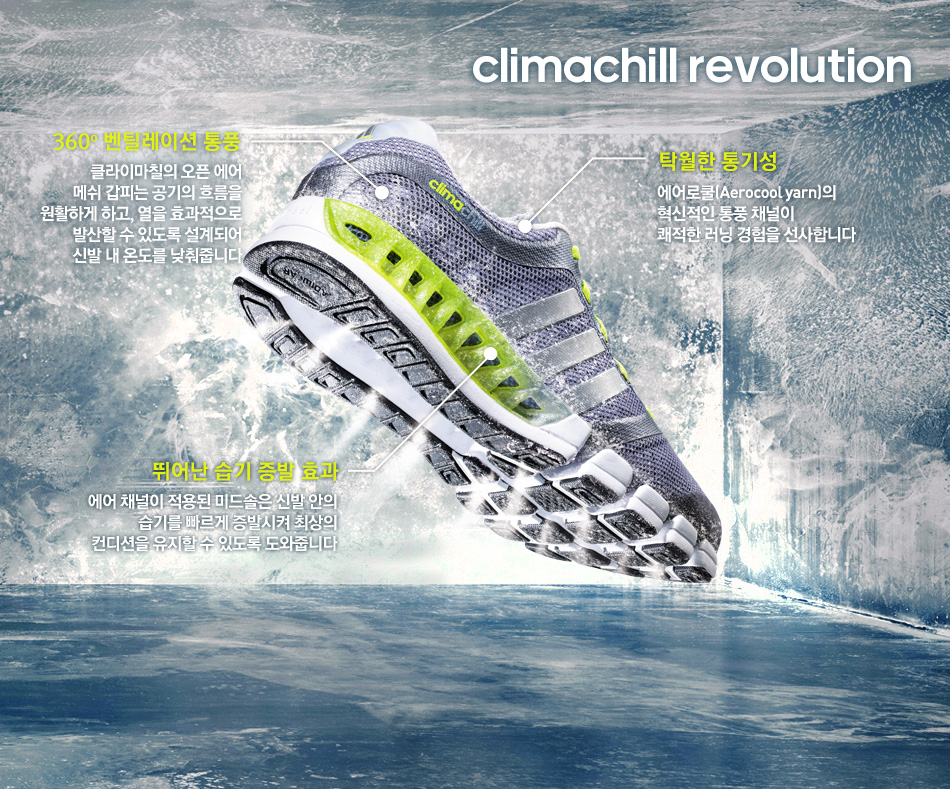 climachill revolution
360° 벤틸레이션 통풍
클라이마칠의 오픈 에어
메쉬 갑피는 공기의 흐름을
원활하게 하고, 열을 효과적으로
발산할 수 있도록 설계되어
신발 내 온도를 낮춰줍니다
탁월한 통기성
에어로쿨(Aerocool yarn)의
혁신적인 통풍 채널이
쾌적한 러닝 경험을 선사합니다
climachill
뛰어난 습기 증발 효과
에어 채널이 적용된 미드솔은 신발 안의
습기를 빠르게 증발시켜 최상의
컨디션을 유지할 수 있도록 도와줍니다